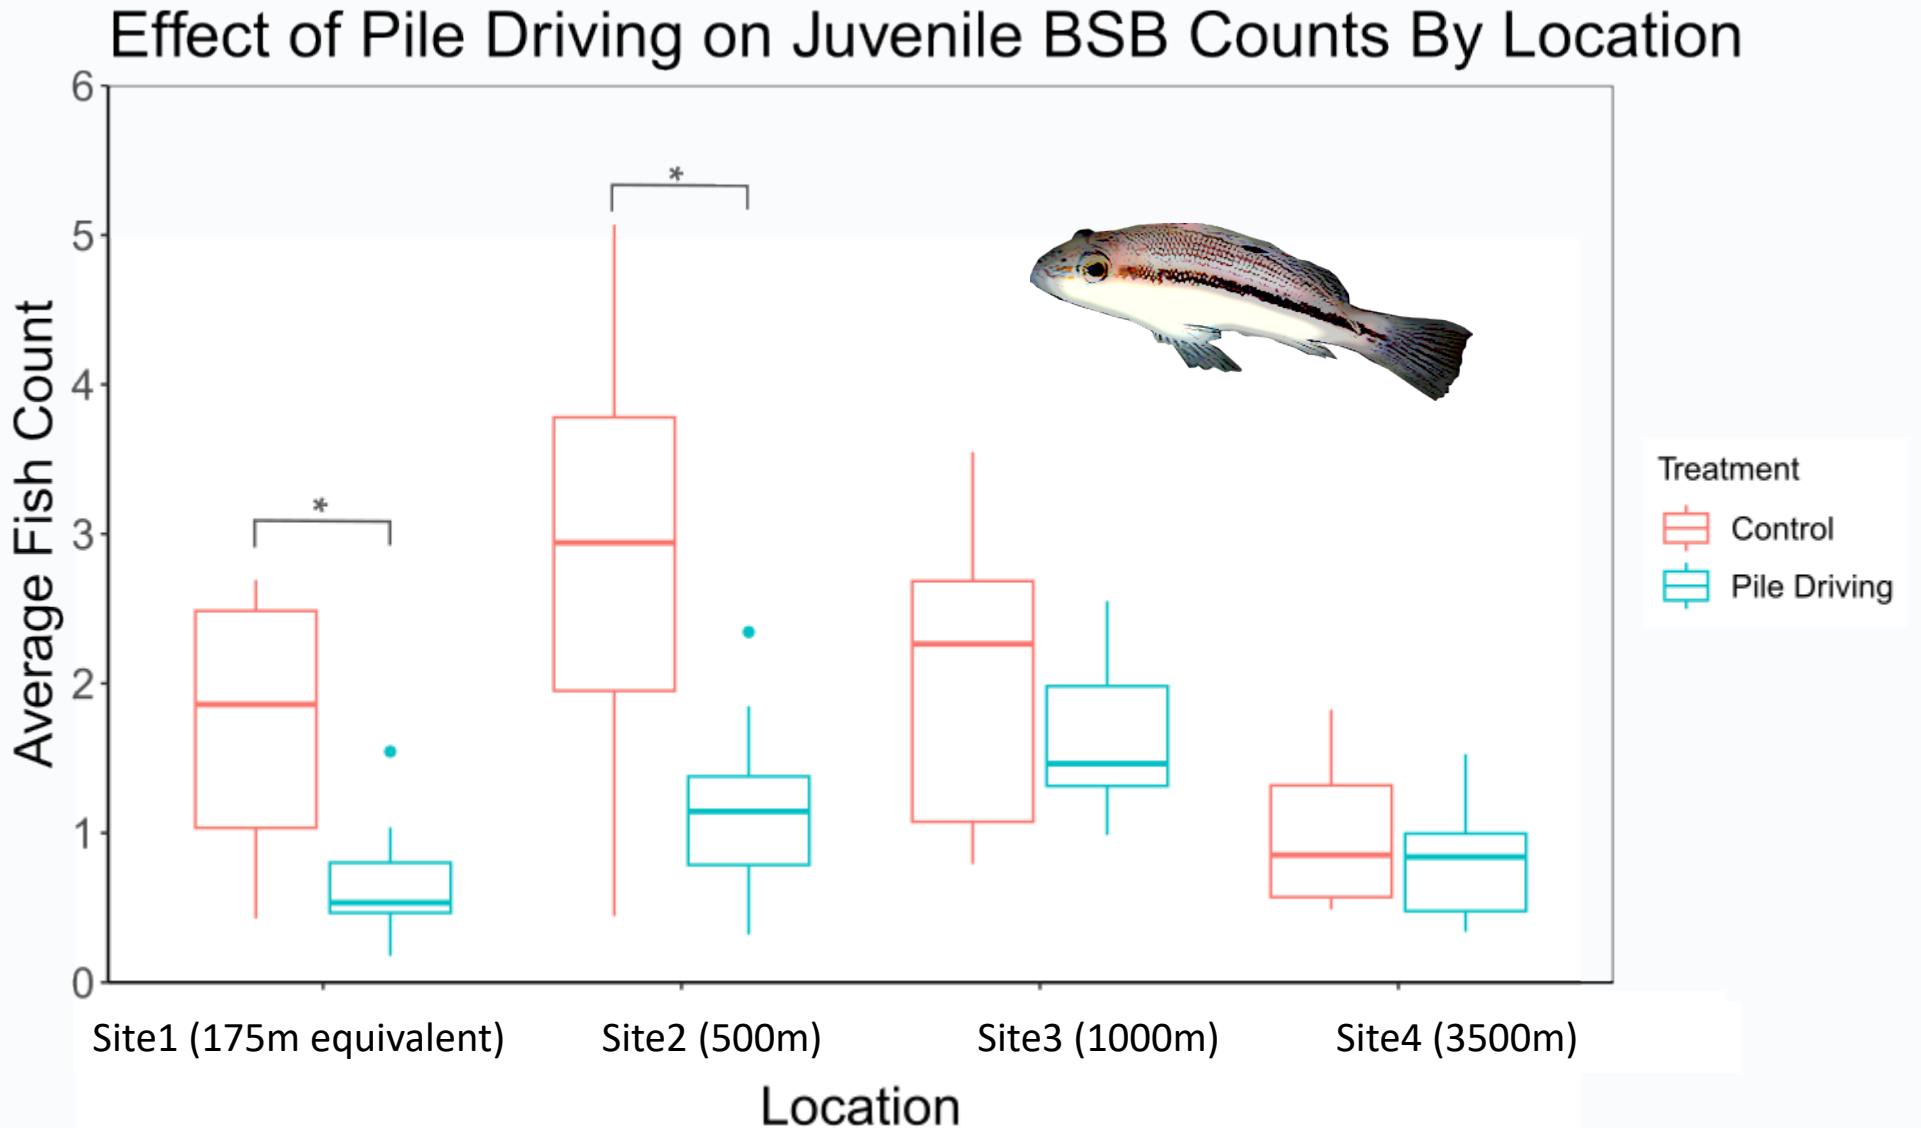 Effect of Pile Driving on Juvenile BSB Counts By Location
6
5
4
3
2
1
0
Average Fish Count
*
*
Treatment
Control
Pile Driving
Site1 (175m equivalent)
Site2 (500m)
Site3 (1000m)
Site4 (3500m)
Location